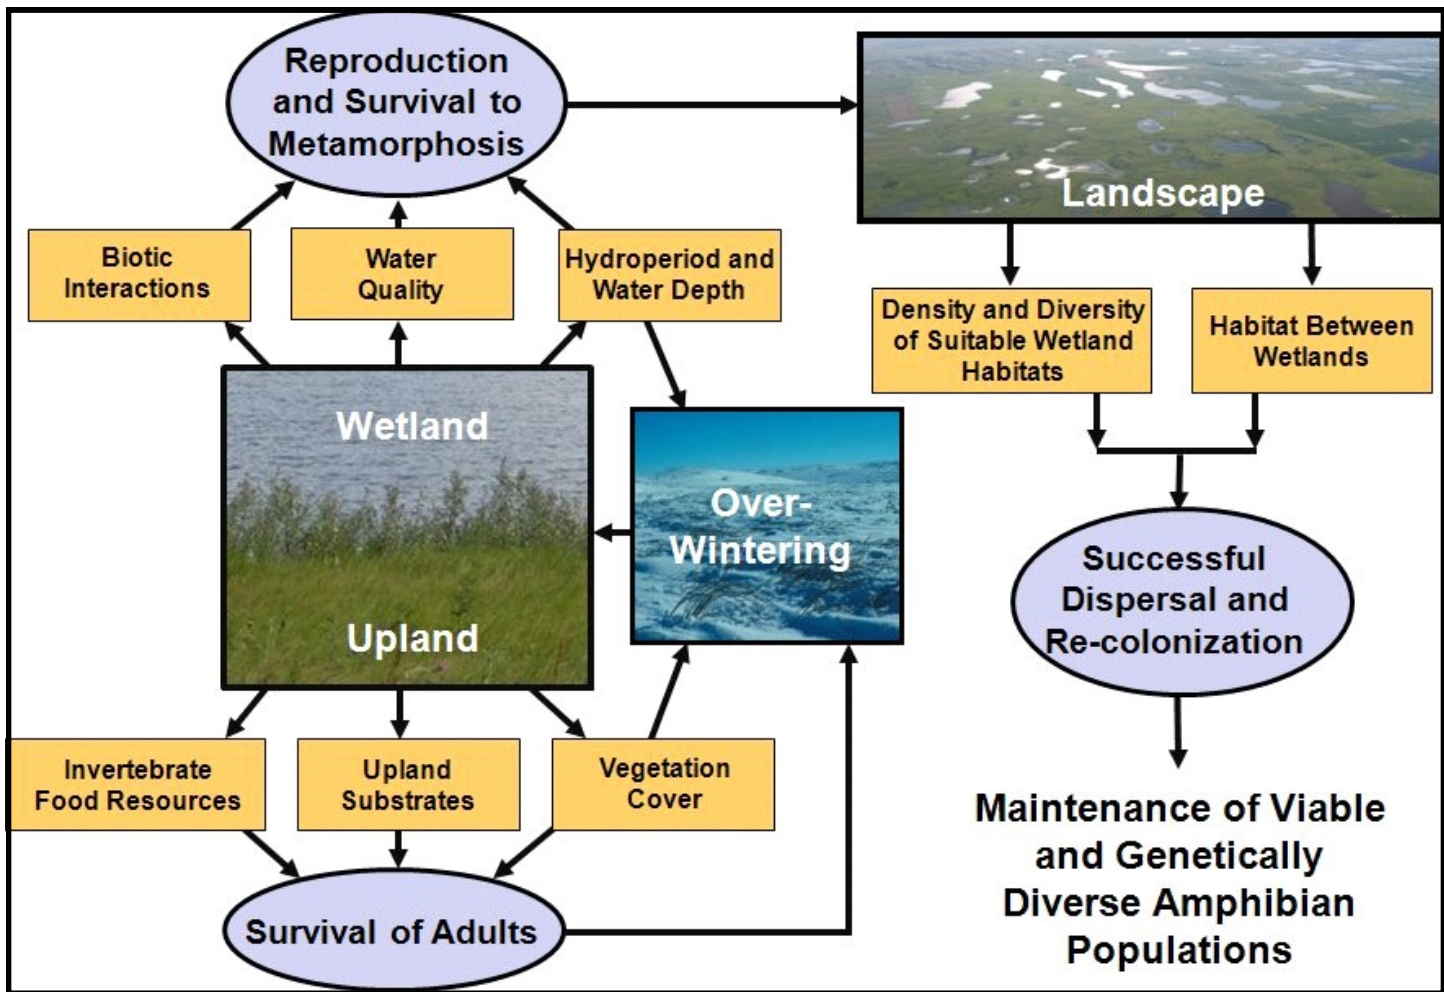 Reproduction
and Survival to
Metamorphosis
Landscape
Biotic
Interactions
Water
Quality
Hydroperiod and
Water Depth
Density and Diversity
of Suitable Wetland
Habitats
Habitat Between
Wetlands
Wetland
Upland
Over-
Wintering
Successful
Dispersal and
Re-colonization
Invertebrate
Food Resources
Upland
Substrates
Vegetation
Cover
Survival of Adults
Maintenance of Viable
and Genetically
Diverse Amphibian
Populations